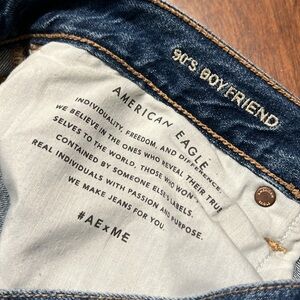 90'S BOYFRIEND
AMERICAN EAGLE
INDIVIDUALITY, FREEDOM, AND DIFFERENCE.
WE BELIEVE IN THE ONES WHO REVEAL THEIR TRUE
SELVES TO THE WORLD, THOSE WHO WON'T
CONTAINED BY SOMEONE ELSE'S LABELS.
REAL INDIVIDUALS WITH PASSION AND PURPOSE.
WE MAKE JEANS FOR YOU.
#AExME